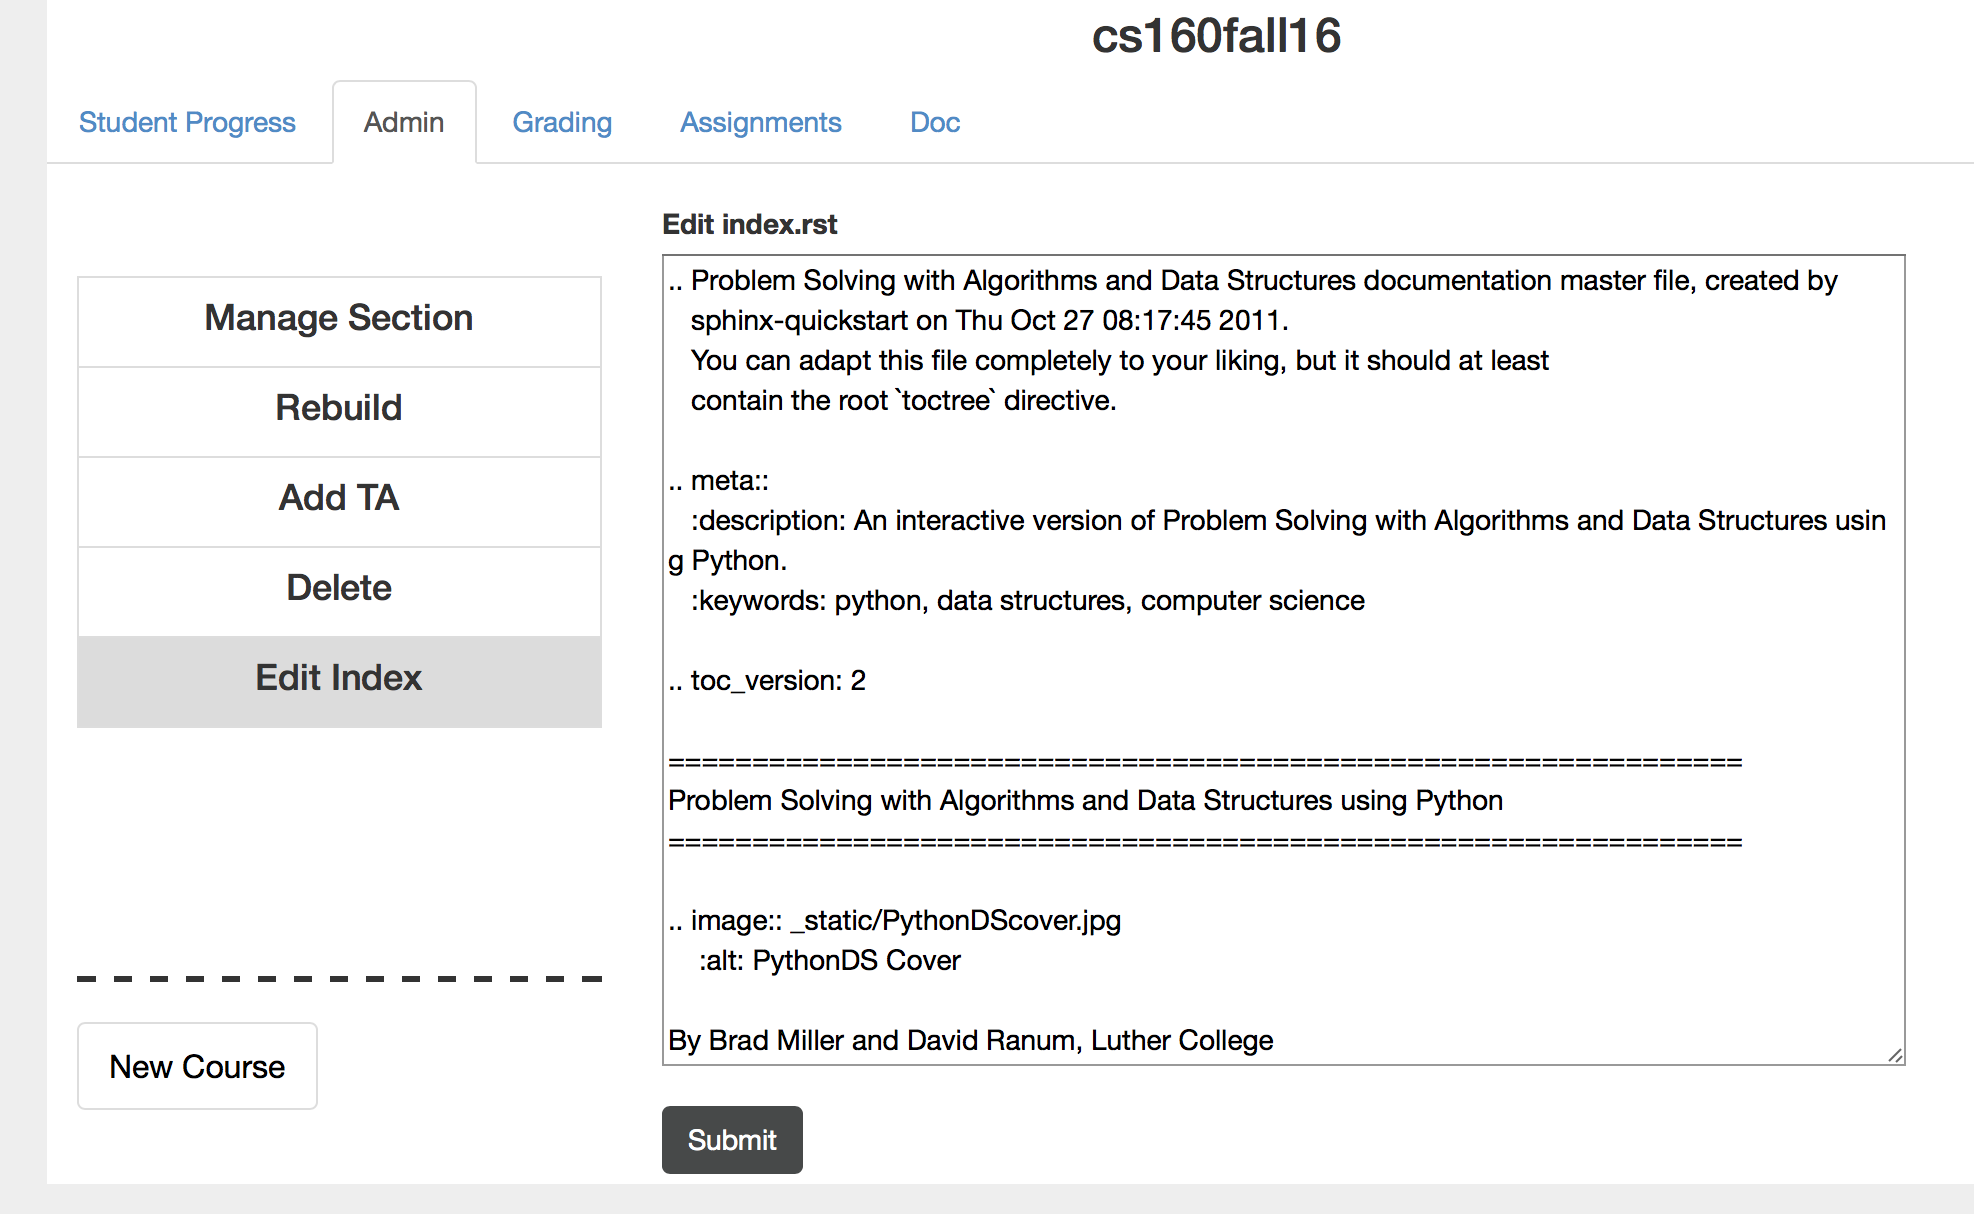 cs160fall16
Student Progress
Admin
Grading
Assignments
Doc
Manage Section
Rebuild
Add TA
Delete
Edit Index
New Course
Edit index.rst
.. Problem Solving with Algorithms and Data Structures documentation master file, created by
   sphinx-quickstart on Thu Oct 27 08:17:45 2011.
   You can adapt this file completely to your liking, but it should at least
   contain the root `toctree` directive.
.. meta::
   :description: An interactive version of Problem Solving with Algorithms and Data Structures usin
g Python.
   :keywords: python, data structures, computer science
.. toc_version: 2
=================================================================
Problem Solving with Algorithms and Data Structures using Python
=================================================================
.. image:: _static/PythonDScover.jpg
    :alt: PythonDS Cover
By Brad Miller and David Ranum, Luther College
Submit